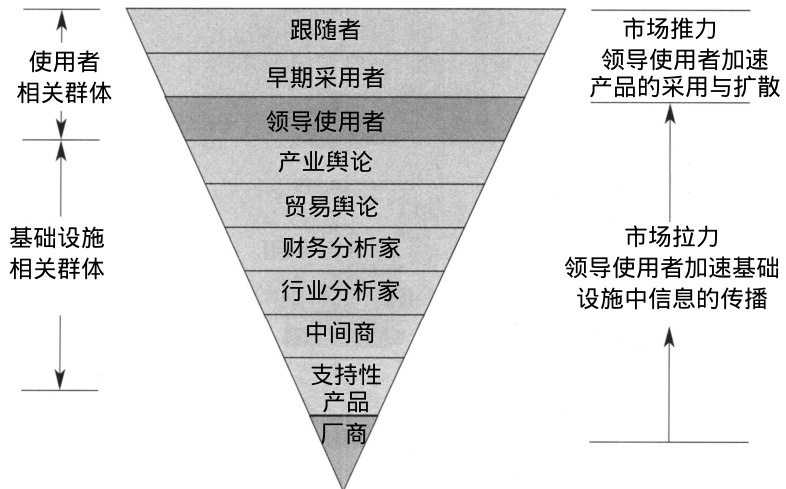 使用者
相关群体
基础设施
相关群体
跟随者
早期采用者
领导使用者
产业舆论
贸易舆论
财务分析家
行业分析家
中间商
支持性
产品
厂商
市场推力
领导使用者加速
产品的采用与扩散
市场拉力
领导使用者加速基础
设施中信息的传播